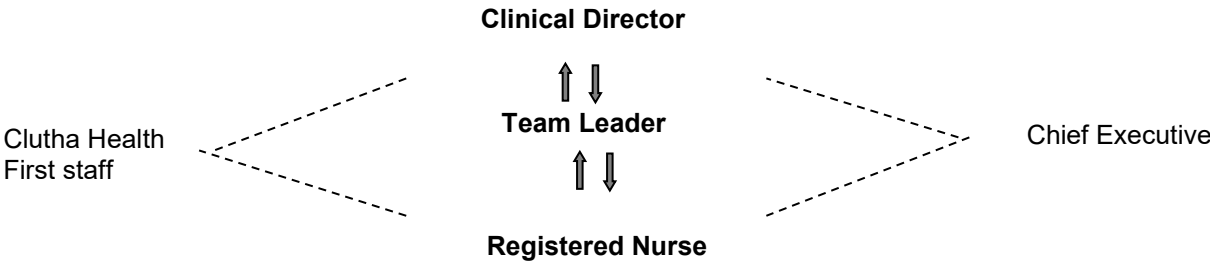 Clinical Director
Team Leader
Clutha Health
First staff
Chief Executive
Registered Nurse